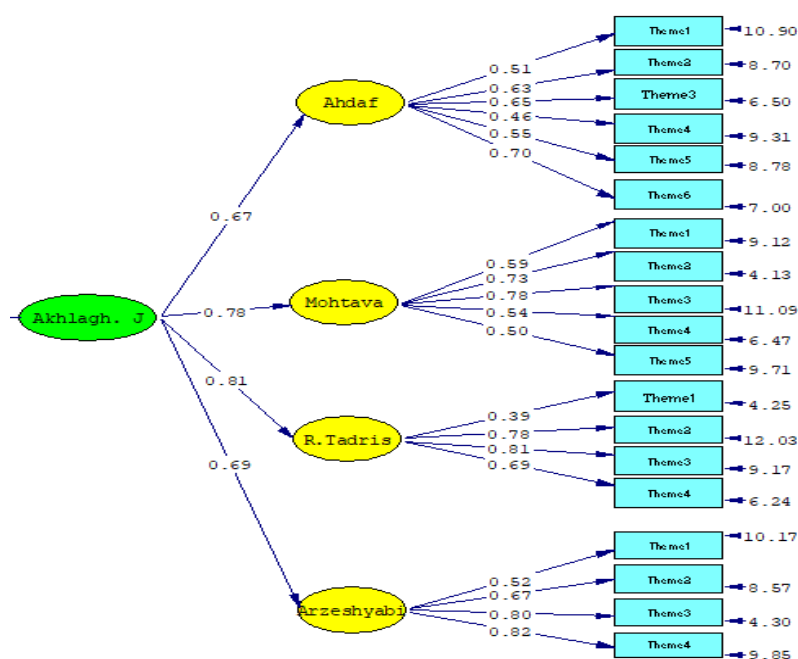 Akhlagh. J
0.67
0.78
0.81
0.69
Ahdaf
0.51
0.63
0.65
0.46
0.55
0.70
Theme1
10.90
Theme2
8.70
Theme3
6.50
Theme4
9.31
Theme5
8.78
Theme6
7.00
Mohtava
0.59
0.73
0.78
0.54
0.50
Theme1
9.12
Theme2
4.13
Theme3
11.09
Theme4
6.47
Theme5
9.71
R.Tadris
0.39
0.78
0.81
0.69
Theme1
4.25
Theme2
12.03
Theme3
9.17
Theme4
6.24
Arzeshyabi
0.52
0.67
0.80
0.82
Theme1
10.17
Theme2
8.57
Theme3
4.30
Theme4
9.85